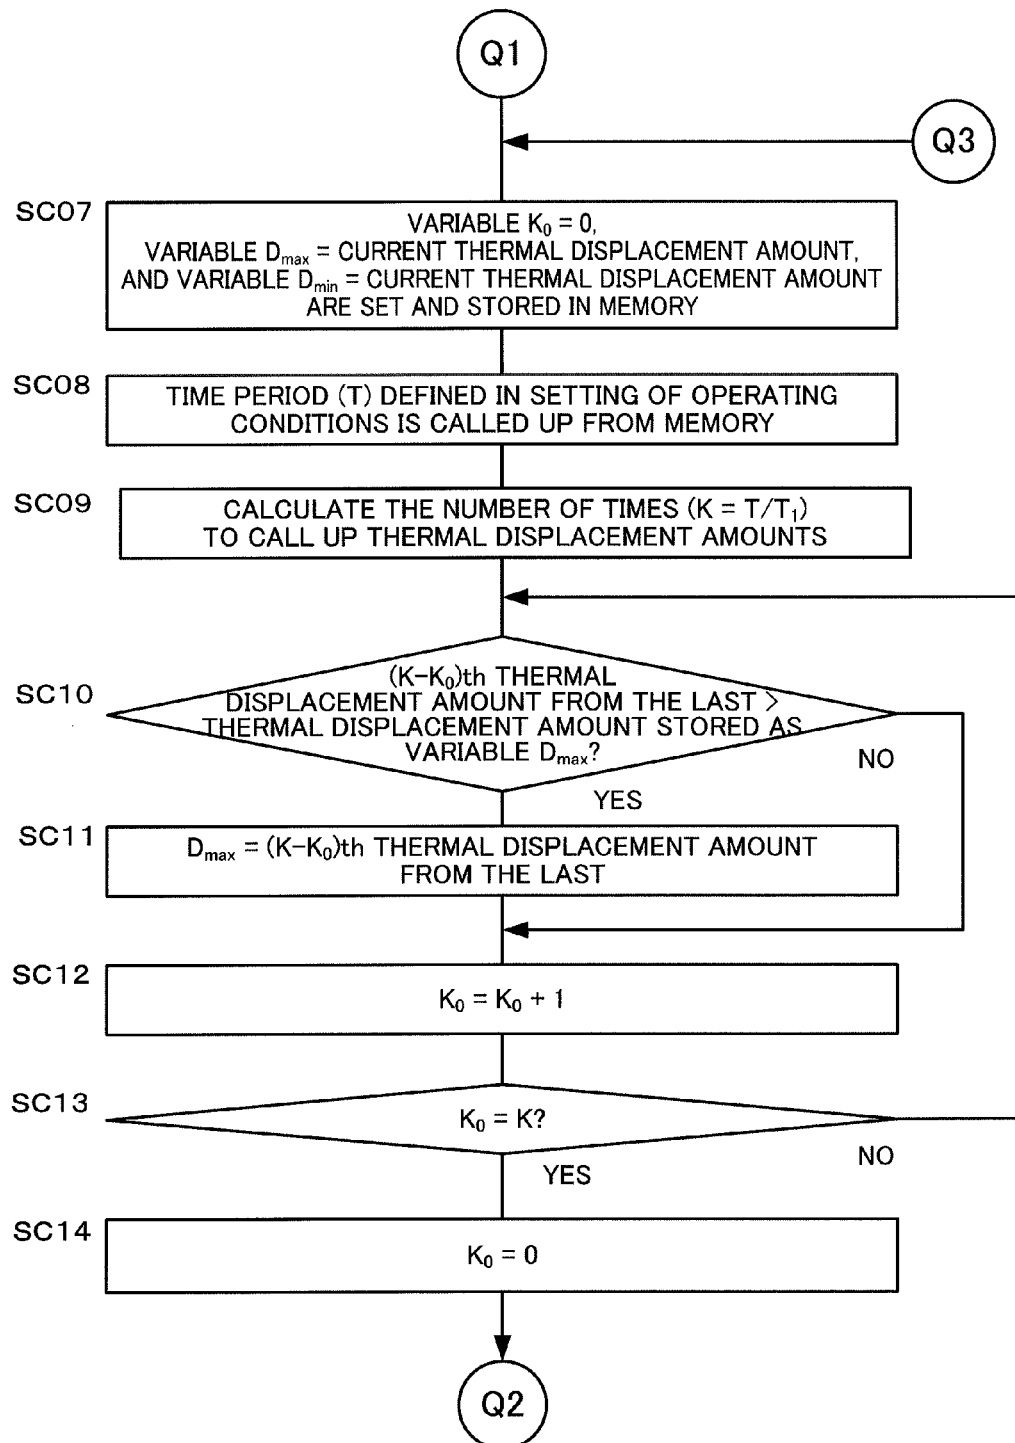 Q1
Q3
SC07
VARIABLE K₀ = 0,
VARIABLE Dmax = CURRENT THERMAL DISPLACEMENT AMOUNT,
AND VARIABLE Dmin = CURRENT THERMAL DISPLACEMENT AMOUNT
ARE SET AND STORED IN MEMORY
SC08
TIME PERIOD (T) DEFINED IN SETTING OF OPERATING
CONDITIONS IS CALLED UP FROM MEMORY
SC09
CALCULATE THE NUMBER OF TIMES (K = T/T₁)
TO CALL UP THERMAL DISPLACEMENT AMOUNTS
SC10
(K-K₀)th THERMAL
DISPLACEMENT AMOUNT FROM THE LAST >
THERMAL DISPLACEMENT AMOUNT STORED AS
VARIABLE Dmax?
NO
YES
SC11
Dmax = (K-K₀)th THERMAL DISPLACEMENT AMOUNT
FROM THE LAST
SC12
K₀ = K₀ + 1
SC13
K₀ = K?
NO
YES
SC14
K₀ = 0
Q2